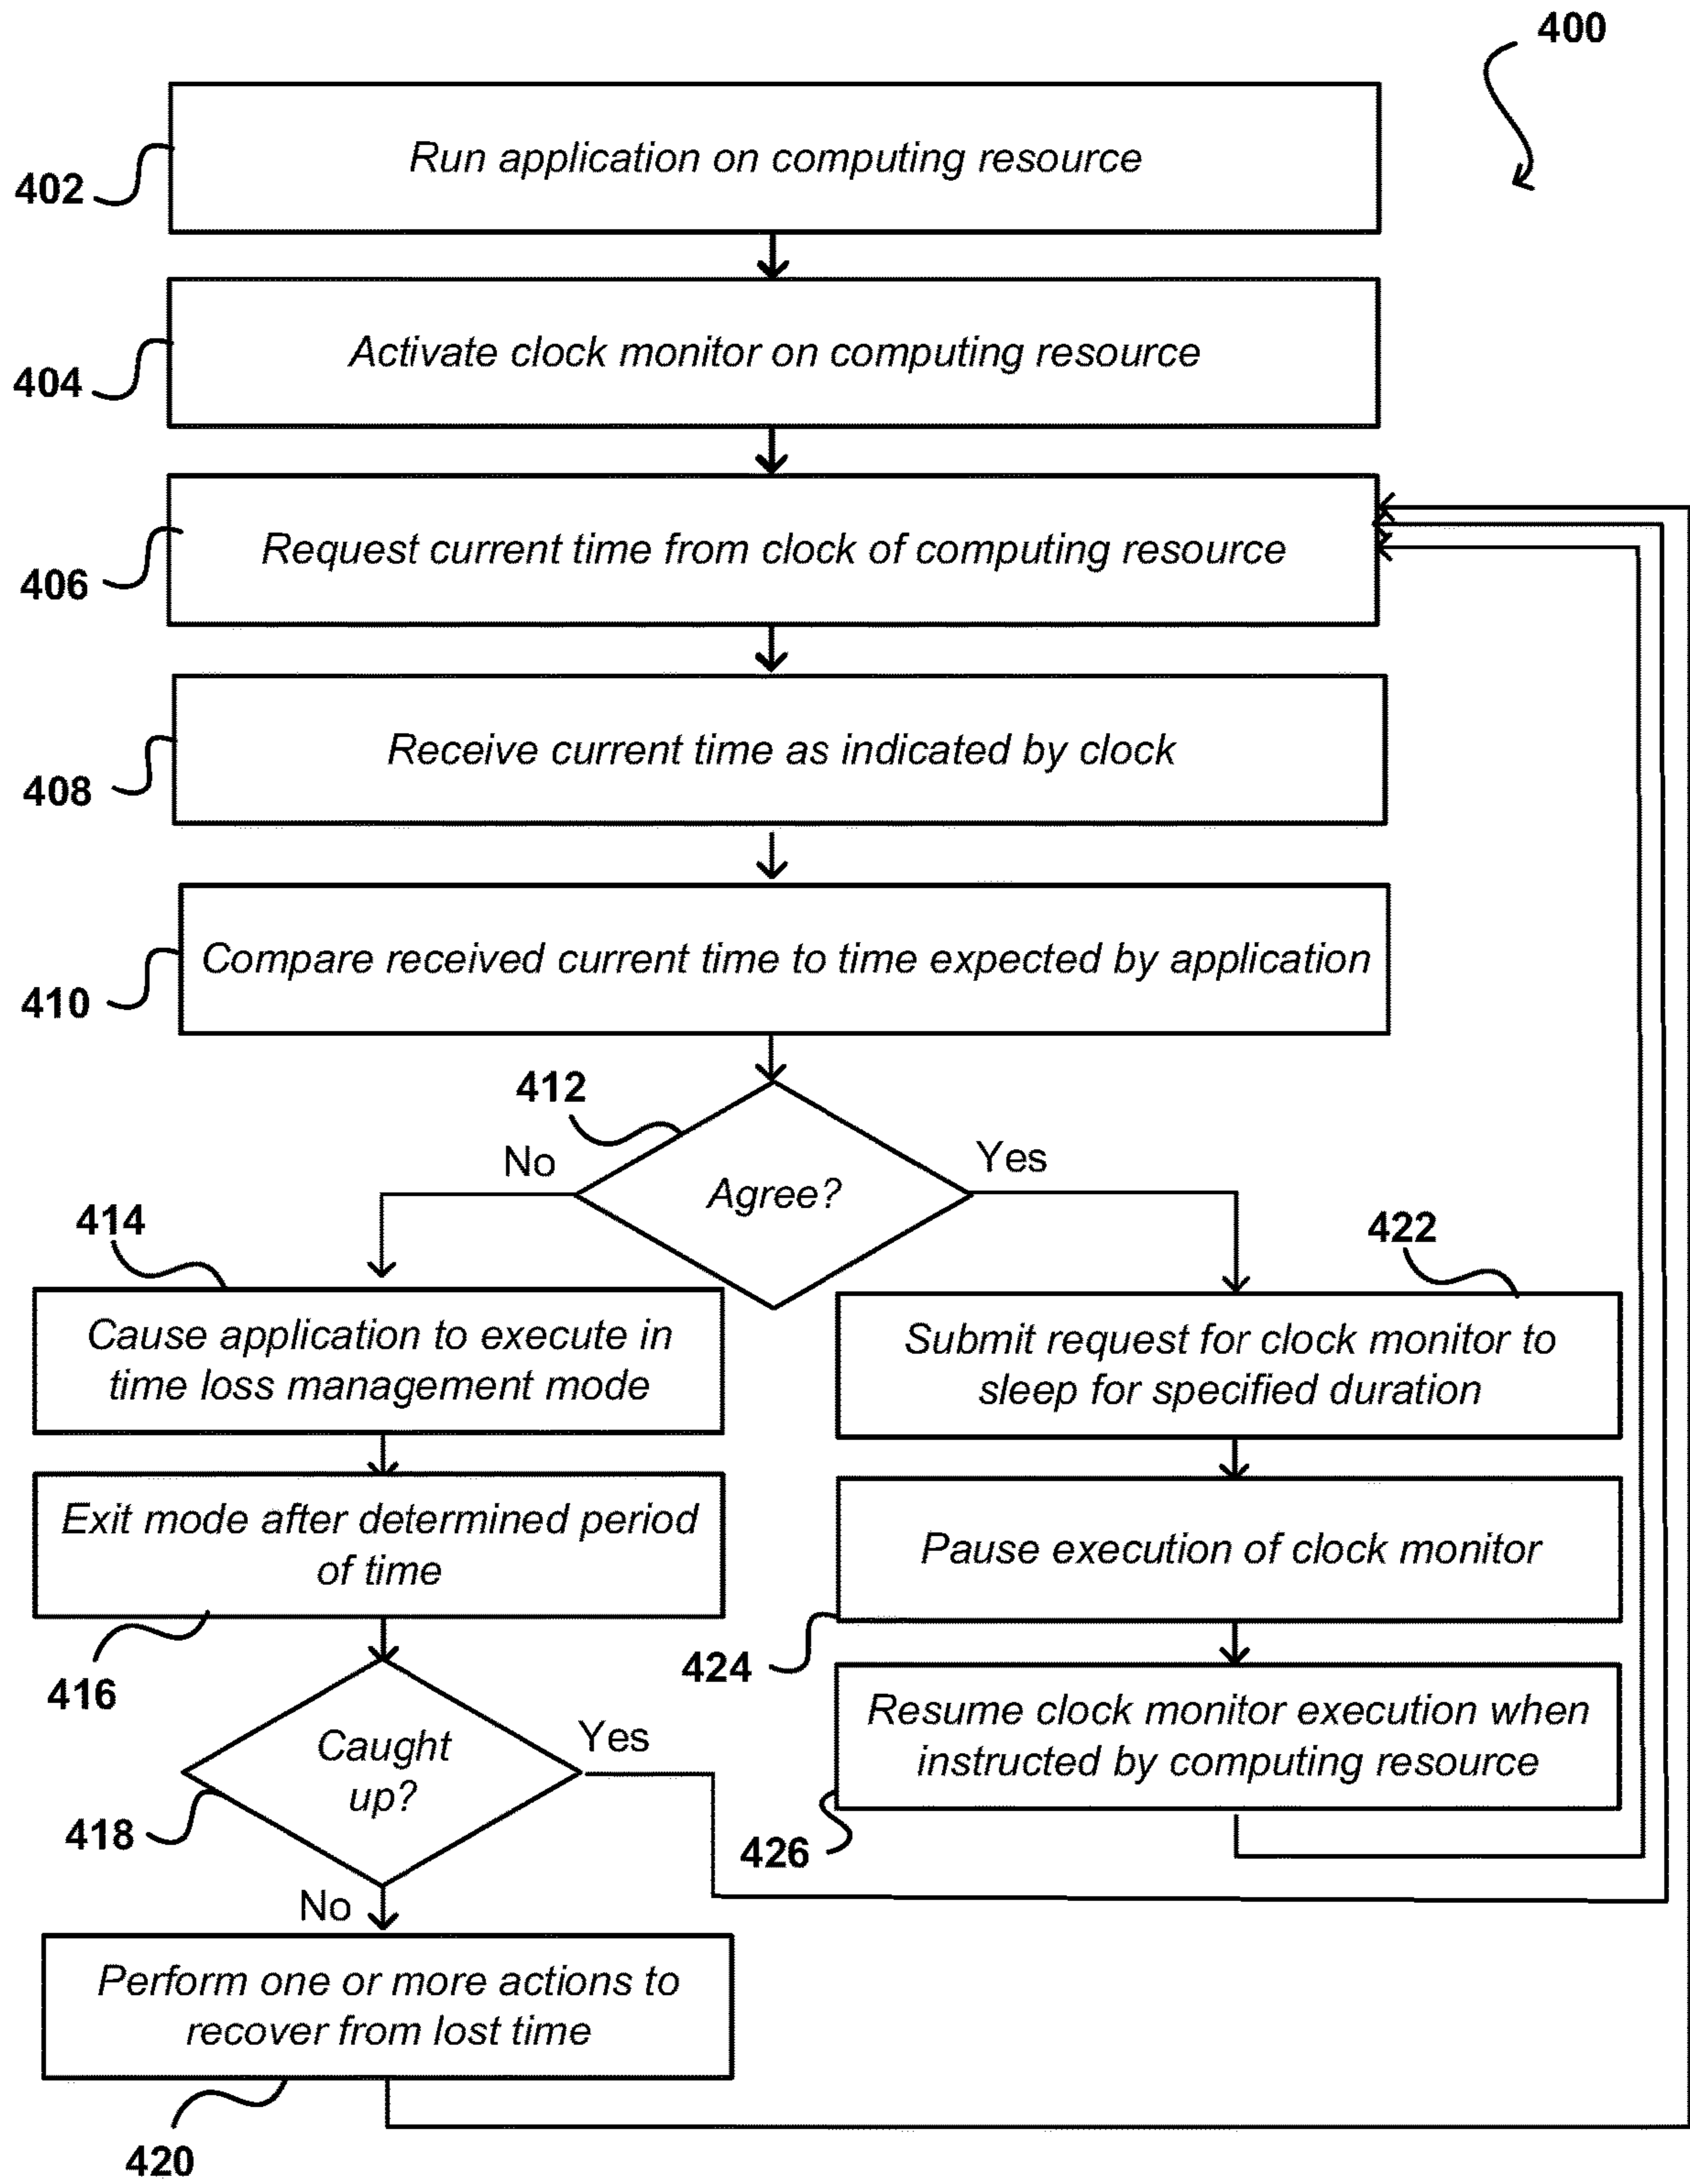 400
Run application on computing resource
402
Activate clock monitor on computing resource
404
Request current time from clock of computing resource
406
Receive current time as indicated by clock
408
Compare received current time to time expected by application
410
412
No
Yes
Agree?
414
422
Cause application to execute in
time loss management mode
Submit request for clock monitor to
sleep for specified duration
Exit mode after determined period
of time
Pause execution of clock monitor
416
424
Caught
up?
Yes
Resume clock monitor execution when
instructed by computing resource
418
426
No
Perform one or more actions to
recover from lost time
420